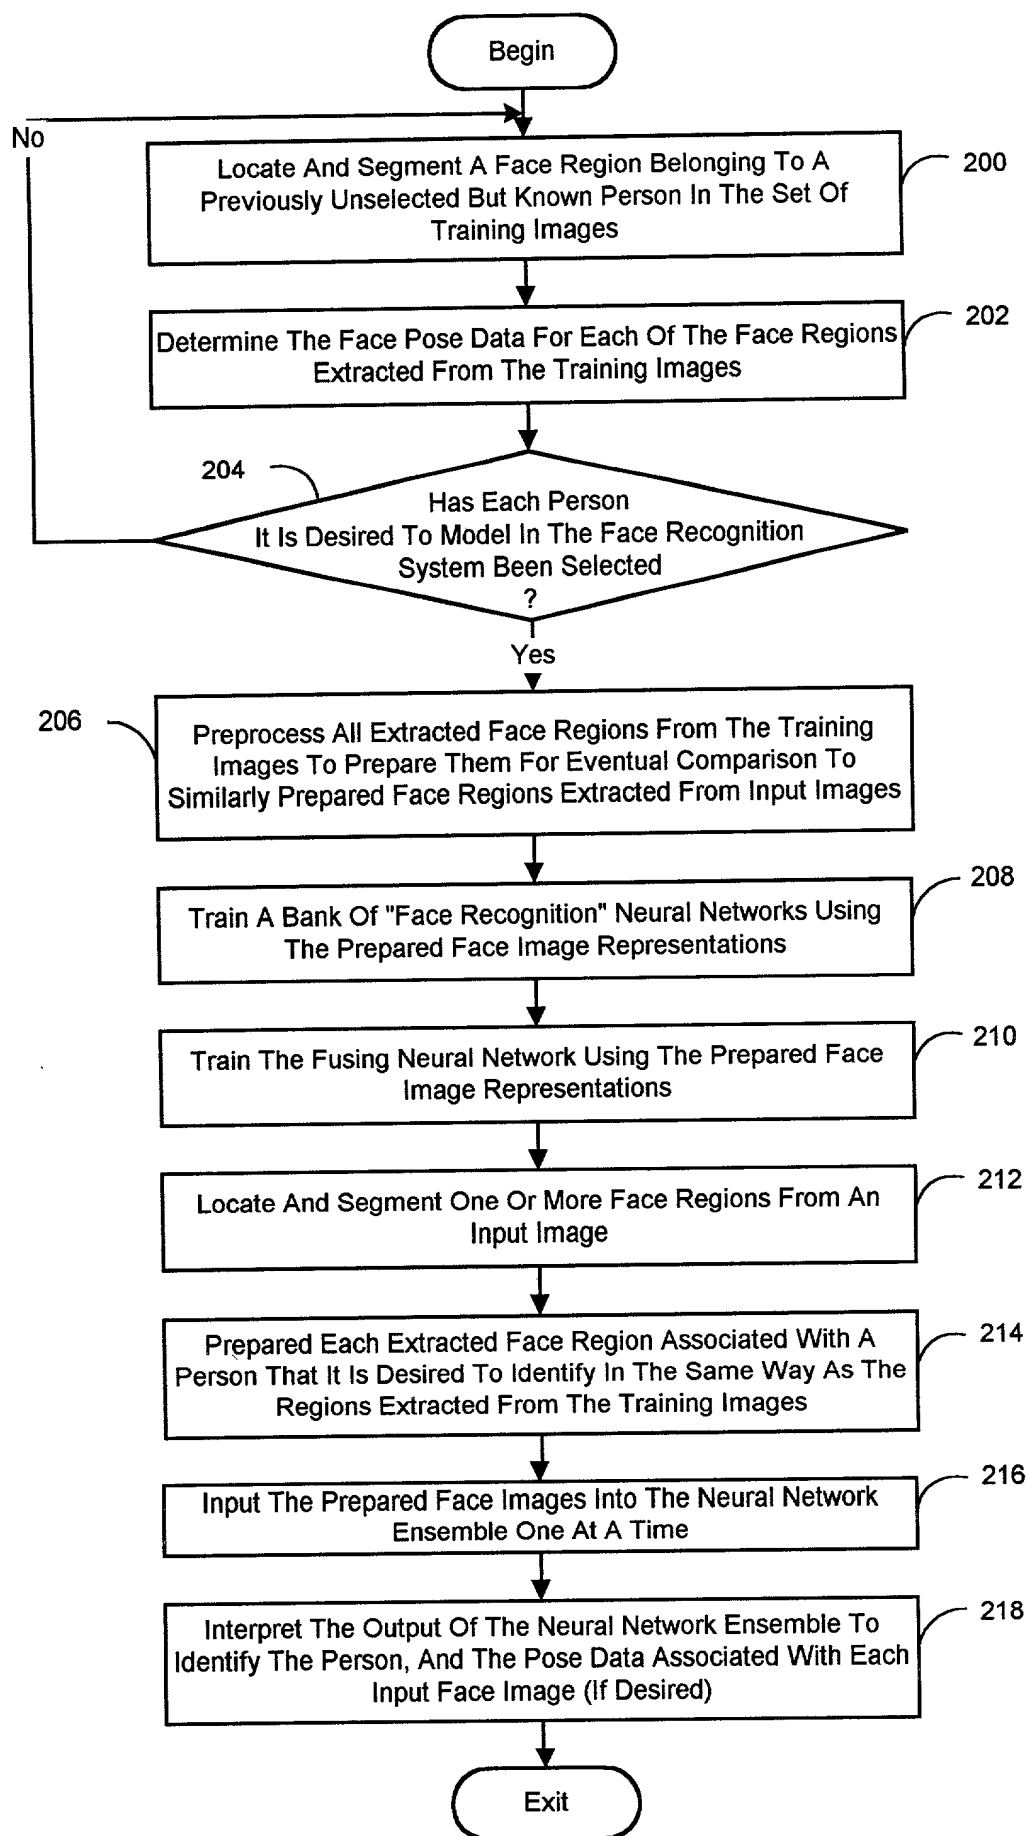 Begin
No
Locate And Segment A Face Region Belonging To A
Previously Unselected But Known Person In The Set Of
Training Images
200
Determine The Face Pose Data For Each Of The Face Regions
Extracted From The Training Images
202
204
Has Each Person
It Is Desired To Model In The Face Recognition
System Been Selected
?
Yes
206
Preprocess All Extracted Face Regions From The Training
Images To Prepare Them For Eventual Comparison To
Similarly Prepared Face Regions Extracted From Input Images
208
Train A Bank Of "Face Recognition" Neural Networks Using
The Prepared Face Image Representations
210
Train The Fusing Neural Network Using The Prepared Face
Image Representations
212
Locate And Segment One Or More Face Regions From An
Input Image
214
Prepared Each Extracted Face Region Associated With A
Person That It Is Desired To Identify In The Same Way As The
Regions Extracted From The Training Images
216
Input The Prepared Face Images Into The Neural Network
Ensemble One At A Time
218
Interpret The Output Of The Neural Network Ensemble To
Identify The Person, And The Pose Data Associated With Each
Input Face Image (If Desired)
Exit